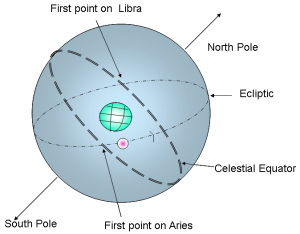 First point on Libra
North Pole
Ecliptic
Celestial Equator
South Pole
First point on Aries